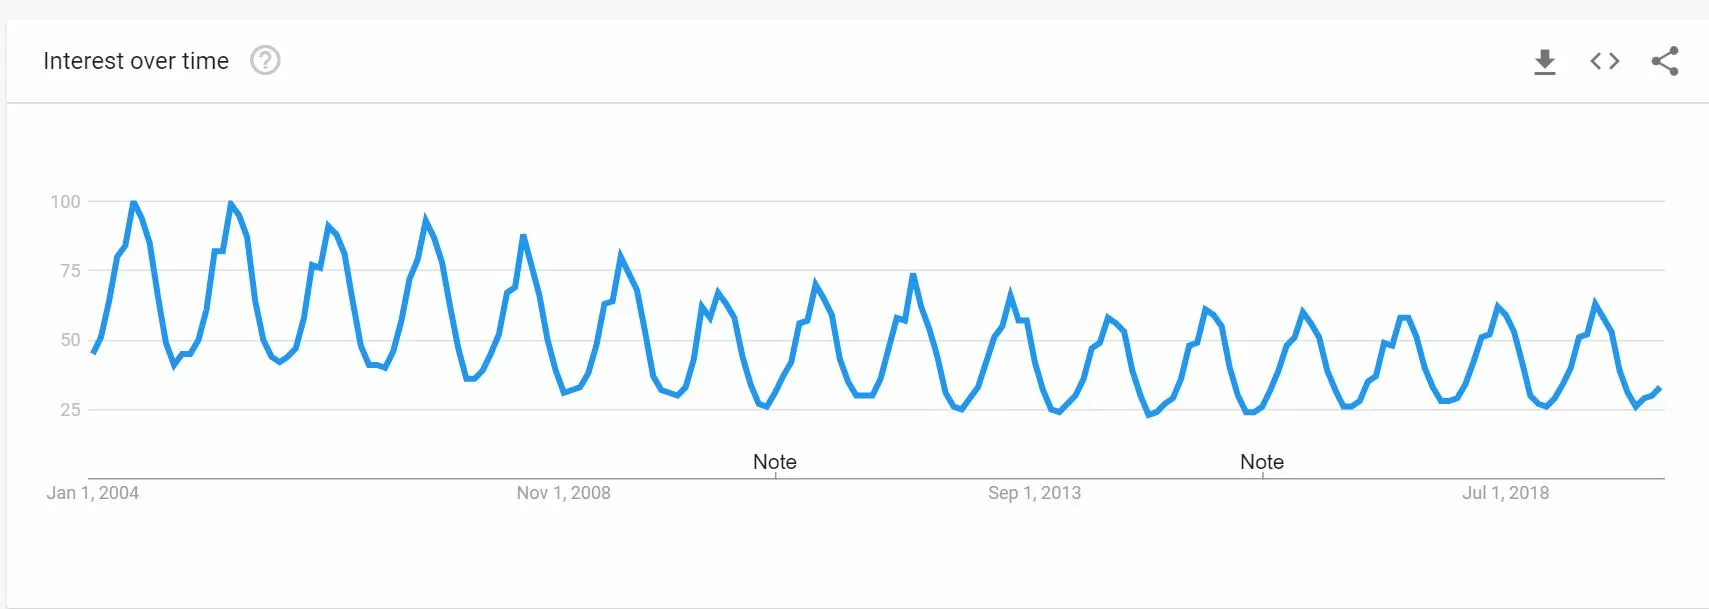 Interest over time ?
100
75
50
25
Note Note
Jan 1, 2004 Nov 1, 2008 Sep 1, 2013 Jul 1, 2018